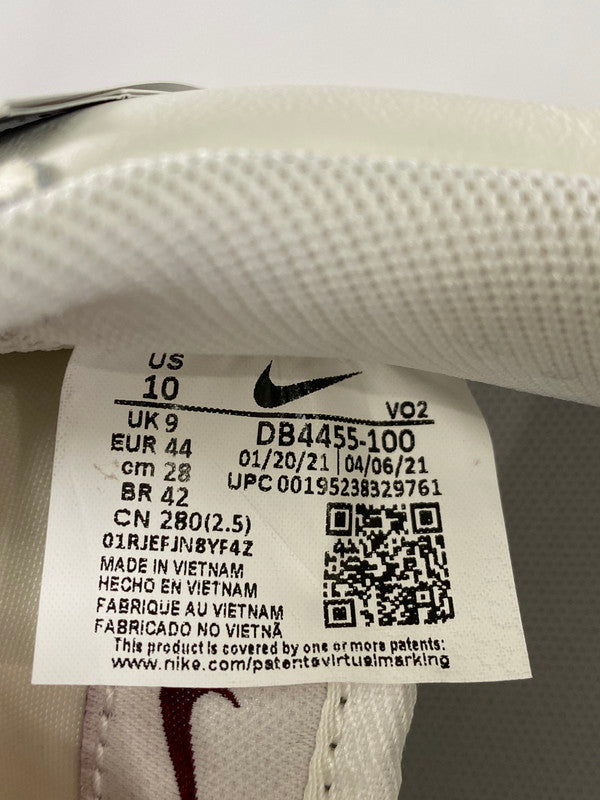 US
10
UK 9
EUR 44
cm 28
BR 42
CN 280(2.5)
01RJEFJN8YF4Z
MADE IN VIETNAM
HECHO EN VIETNAM
FABRIQUE AU VIETNAM
FABRICADO NO VIETNÃ
VO2
DB4455-100
01/20/21 | 04/06/21
UPC 00195238329761
This product is covered by one or more patents:
www.nike.com/patentsvirtualmarking